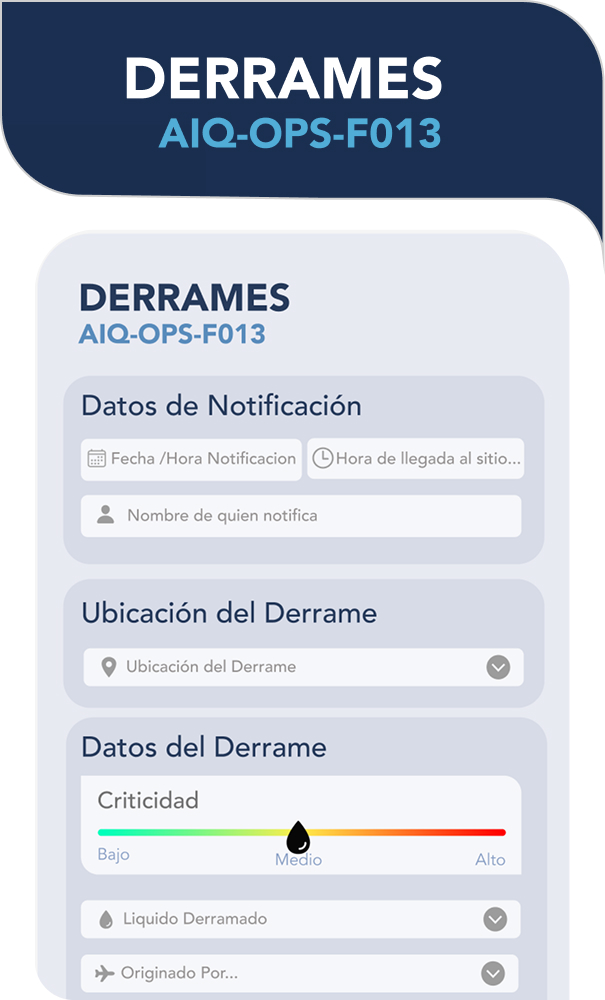 DERRAMES
AIQ-OPS-F013
DERRAMES
AIQ-OPS-F013
Datos de Notificación
Fecha /Hora Notificacion
Hora de llegada al sitio...
Nombre de quien notifica
Ubicación del Derrame
Ubicación del Derrame
Datos del Derrame
Criticidad
Bajo
Medio
Alto
Liquido Derramado
Originado Por...